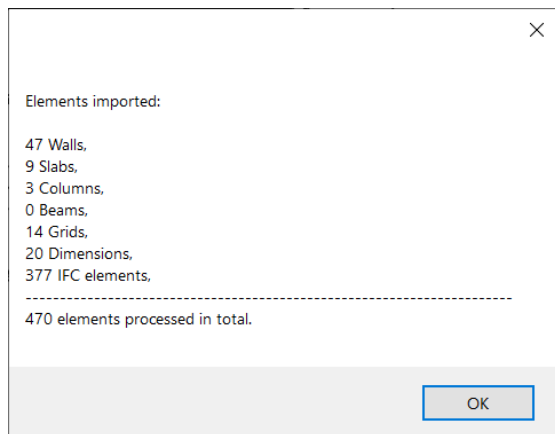 Elements imported:
47 Walls,
9 Slabs,
3 Columns,
0 Beams,
14 Grids,
20 Dimensions,
377 IFC elements,
-----------------------------------------------------------------------
470 elements processed in total.
OK